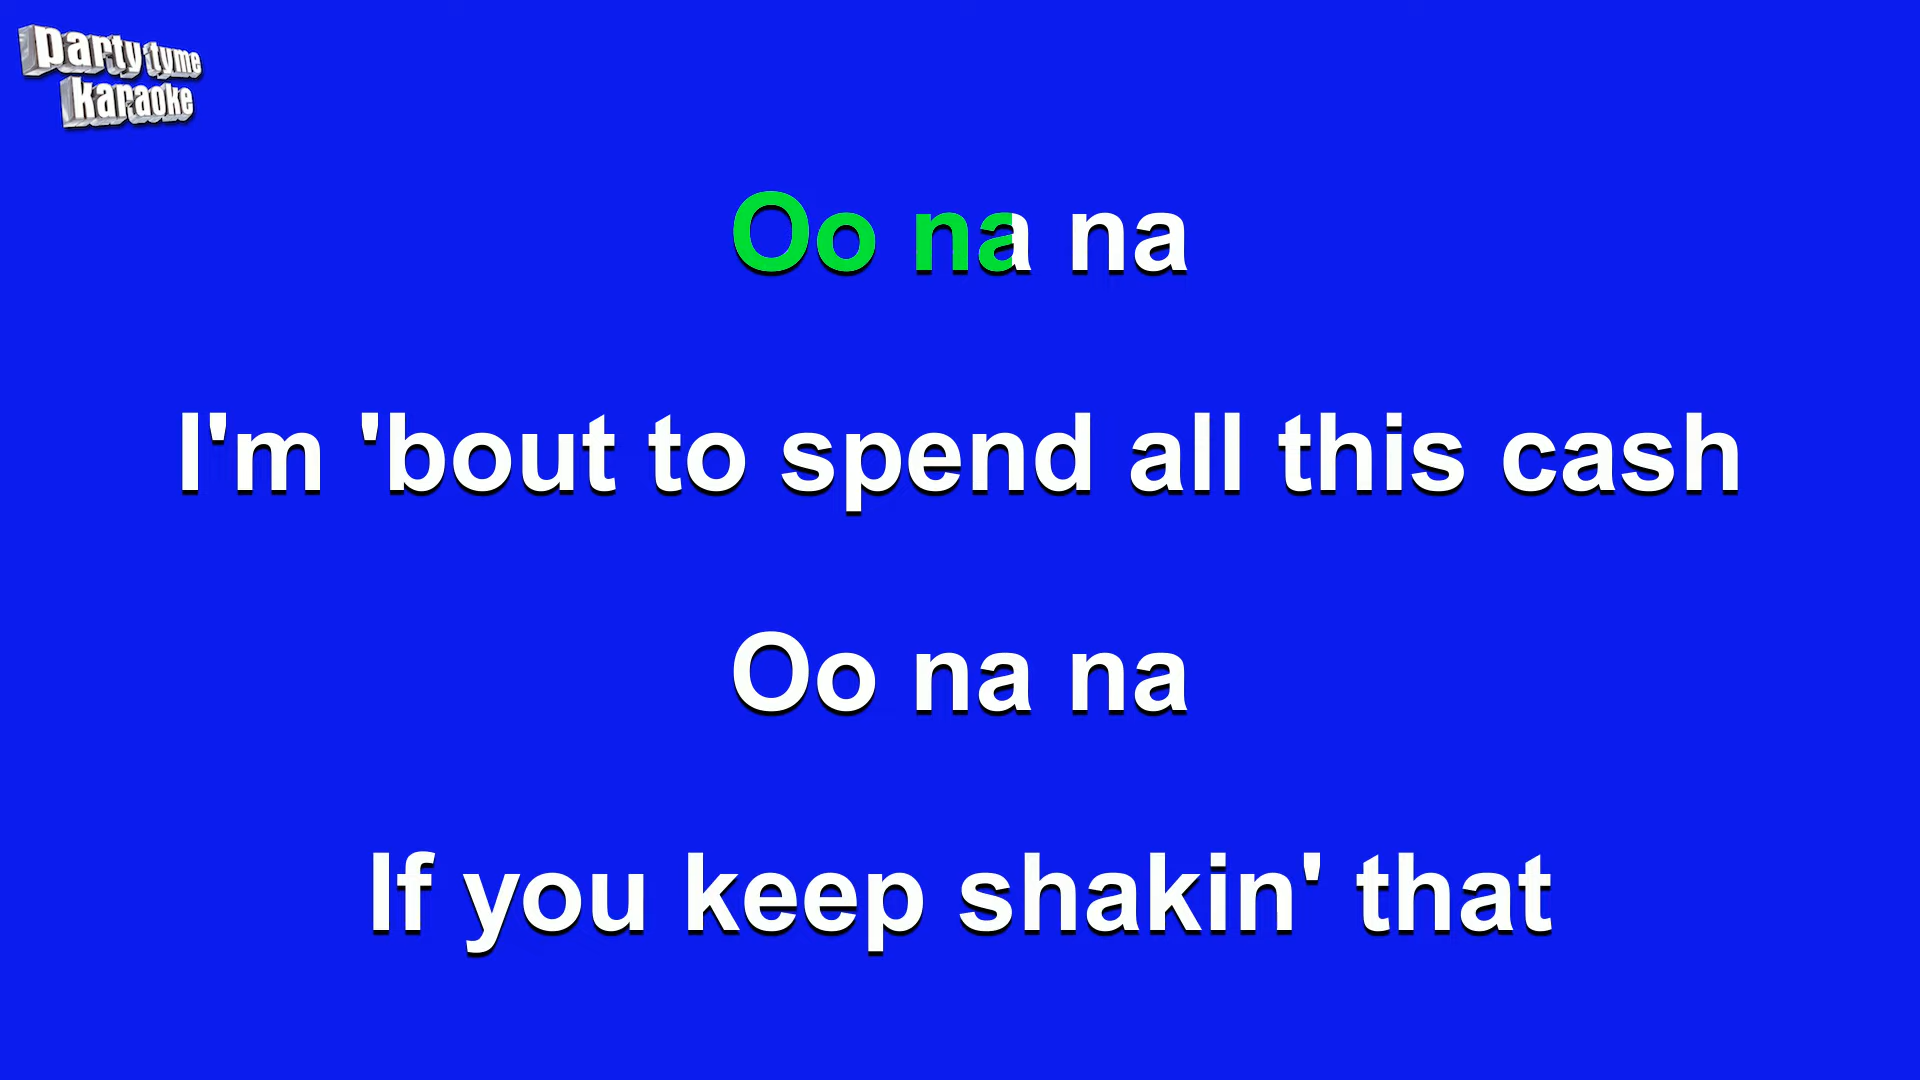 party tyme
karaoke
Oo na na
I'm 'bout to spend all this cash
Oo na na
If you keep shakin' that